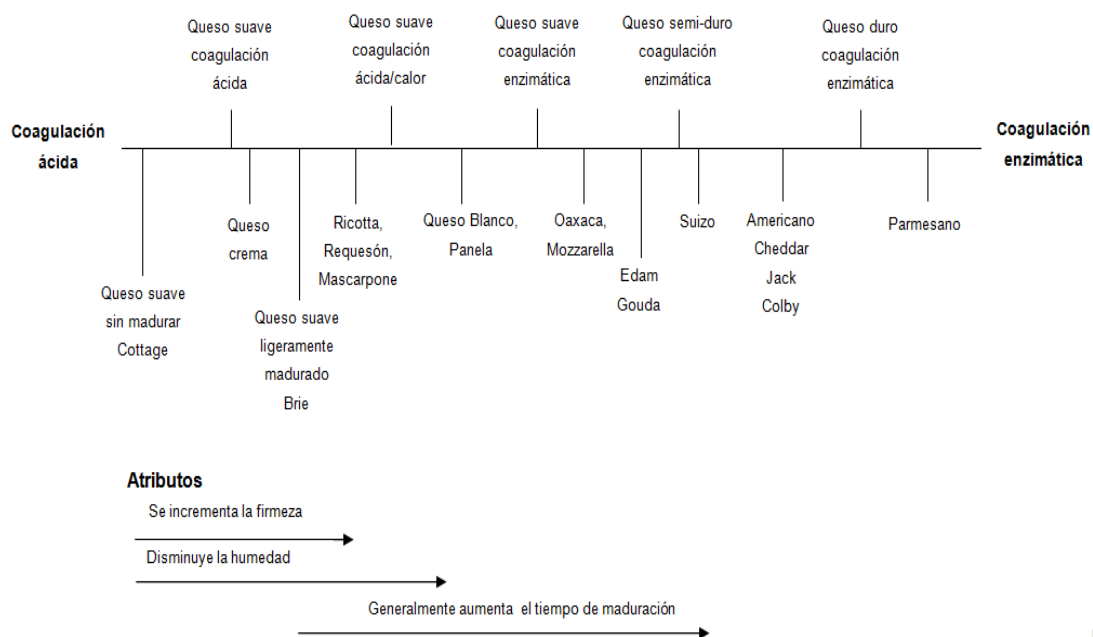 Queso suave
coagulación
ácida
Queso suave
coagulación
ácida/calor
Queso suave
coagulación
enzimática
Queso semi-duro
coagulación
enzimática
Queso duro
coagulación
enzimática
Coagulación
ácida
Coagulación
enzimática
Queso suave
sin madurar
Cottage
Queso
crema
Queso suave
ligeramente
madurado
Brie
Ricotta,
Requesón,
Mascarpone
Queso Blanco,
Panela
Oaxaca,
Mozzarella
Edam
Gouda
Suizo
Americano
Cheddar
Jack
Colby
Parmesano
Atributos
Se incrementa la firmeza
Disminuye la humedad
Generalmente aumenta el tiempo de maduración